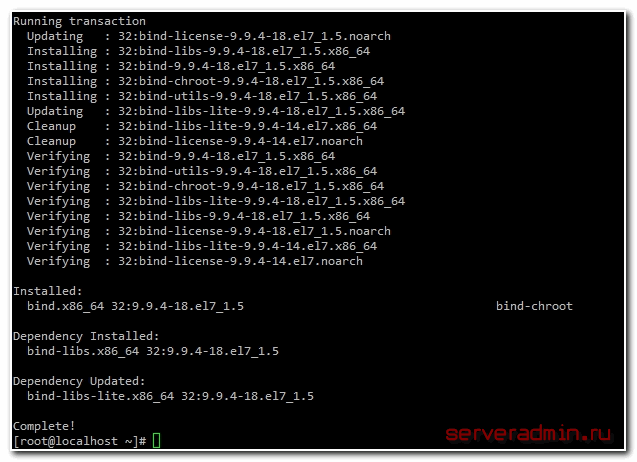 Running transaction
  Updating   : 32:bind-license-9.9.4-18.el7_1.5.noarch
  Installing : 32:bind-libs-9.9.4-18.el7_1.5.x86_64
  Installing : 32:bind-9.9.4-18.el7_1.5.x86_64
  Installing : 32:bind-chroot-9.9.4-18.el7_1.5.x86_64
  Installing : 32:bind-utils-9.9.4-18.el7_1.5.x86_64
  Updating   : 32:bind-libs-lite-9.9.4-18.el7_1.5.x86_64
  Cleanup    : 32:bind-libs-lite-9.9.4-14.el7.x86_64
  Cleanup    : 32:bind-license-9.9.4-14.el7.noarch
  Verifying  : 32:bind-9.9.4-18.el7_1.5.x86_64
  Verifying  : 32:bind-utils-9.9.4-18.el7_1.5.x86_64
  Verifying  : 32:bind-chroot-9.9.4-18.el7_1.5.x86_64
  Verifying  : 32:bind-libs-lite-9.9.4-18.el7_1.5.x86_64
  Verifying  : 32:bind-libs-9.9.4-18.el7_1.5.x86_64
  Verifying  : 32:bind-license-9.9.4-18.el7_1.5.noarch
  Verifying  : 32:bind-libs-lite-9.9.4-14.el7.x86_64
  Verifying  : 32:bind-license-9.9.4-14.el7.noarch
Installed:
  bind.x86_64 32:9.9.4-18.el7_1.5                                    bind-chroot
Dependency Installed:
  bind-libs.x86_64 32:9.9.4-18.el7_1.5
Dependency Updated:
  bind-libs-lite.x86_64 32:9.9.4-18.el7_1.5
Complete!
[root@localhost ~]#
serveradmin.ru